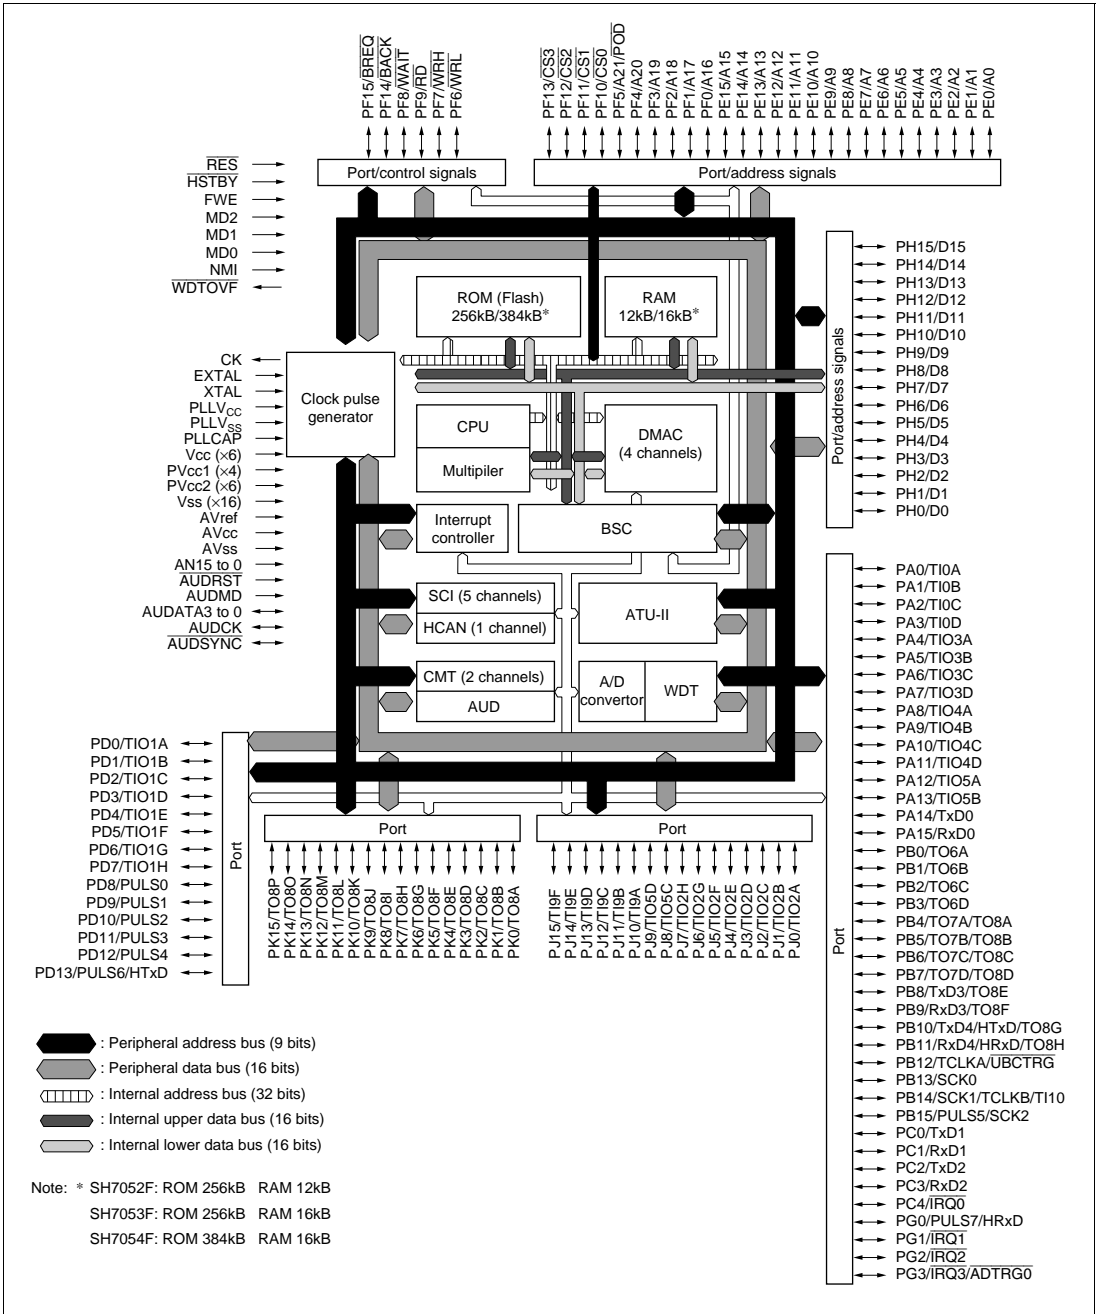 PF15/BREQ
PF14/BACK
PF8/WAIT
PF9/RD
PF7/WRH
PF6/WRL
PF13/CS3
PF12/CS2
PF11/CS1
PF10/CS0
PF5/A21/POD
PF4/A20
PF3/A19
PF2/A18
PF1/A17
PF0/A16
PE15/A15
PE14/A14
PE13/A13
PE12/A12
PE11/A11
PE10/A10
PE9/A9
PE8/A8
PE7/A7
PE6/A6
PE5/A5
PE4/A4
PE3/A3
PE2/A2
PE1/A1
PE0/A0
Port/control signals
Port/address signals
RES
HSTBY
FWE
MD2
MD1
MD0
NMI
WDTOVF
CK
EXTAL
XTAL
PLLVCC
PLLVSS
PLLCAP
Vcc (×6)
PVcc1 (×4)
PVcc2 (×6)
Vss (×16)
AVref
AVcc
AVss
AN15 to 0
AUDRST
AUDMD
AUDATA3 to 0
AUDCK
AUDSYNC
ROM (Flash)
256kB/384kB*
RAM
12kB/16kB*
Clock pulse
generator
CPU
Multipiler
DMAC
(4 channels)
Interrupt
controller
BSC
SCI (5 channels)
HCAN (1 channel)
ATU-II
CMT (2 channels)
AUD
A/D
convertor
WDT
Port/address signals
PH15/D15
PH14/D14
PH13/D13
PH12/D12
PH11/D11
PH10/D10
PH9/D9
PH8/D8
PH7/D7
PH6/D6
PH5/D5
PH4/D4
PH3/D3
PH2/D2
PH1/D1
PH0/D0
Port
PA0/TI0A
PA1/TI0B
PA2/TI0C
PA3/TI0D
PA4/TIO3A
PA5/TIO3B
PA6/TIO3C
PA7/TIO3D
PA8/TIO4A
PA9/TIO4B
PA10/TIO4C
PA11/TIO4D
PA12/TIO5A
PA13/TIO5B
PA14/TxD0
PA15/RxD0
PB0/TO6A
PB1/TO6B
PB2/TO6C
PB3/TO6D
PB4/TO7A/TO8A
PB5/TO7B/TO8B
PB6/TO7C/TO8C
PB7/TO7D/TO8D
PB8/TxD3/TO8E
PB9/RxD3/TO8F
PB10/TxD4/HTxD/TO8G
PB11/RxD4/HRxD/TO8H
PB12/TCLKA/UBCTRG
PB13/SCK0
PB14/SCK1/TCLKB/TI10
PB15/PULS5/SCK2
PC0/TxD1
PC1/RxD1
PC2/TxD2
PC3/RxD2
PC4/IRQ0
PG0/PULS7/HRxD
PG1/IRQ1
PG2/IRQ2
PG3/IRQ3/ADTRG0
PD0/TIO1A
PD1/TIO1B
PD2/TIO1C
PD3/TIO1D
PD4/TIO1E
PD5/TIO1F
PD6/TIO1G
PD7/TIO1H
PD8/PULS0
PD9/PULS1
PD10/PULS2
PD11/PULS3
PD12/PULS4
PD13/PULS6/HTxD
Port
Port
Port
PK15/TO8P
PK14/TO8O
PK13/TO8N
PK12/TO8M
PK11/TO8L
PK10/TO8K
PK9/TO8J
PK8/TO8I
PK7/TO8H
PK6/TO8G
PK5/TO8F
PK4/TO8E
PK3/TO8D
PK2/TO8C
PK1/TO8B
PK0/TO8A
PJ15/TI9F
PJ14/TI9E
PJ13/TI9D
PJ12/TI9C
PJ11/TI9B
PJ10/TI9A
PJ9/TIO5D
PJ8/TIO5C
PJ7/TIO2H
PJ6/TIO2G
PJ5/TIO2F
PJ4/TIO2E
PJ3/TIO2D
PJ2/TIO2C
PJ1/TIO2B
PJ0/TIO2A
: Peripheral address bus (9 bits)
: Peripheral data bus (16 bits)
: Internal address bus (32 bits)
: Internal upper data bus (16 bits)
: Internal lower data bus (16 bits)
Note: * SH7052F: ROM 256kB RAM 12kB
SH7053F: ROM 256kB RAM 16kB
SH7054F: ROM 384kB RAM 16kB